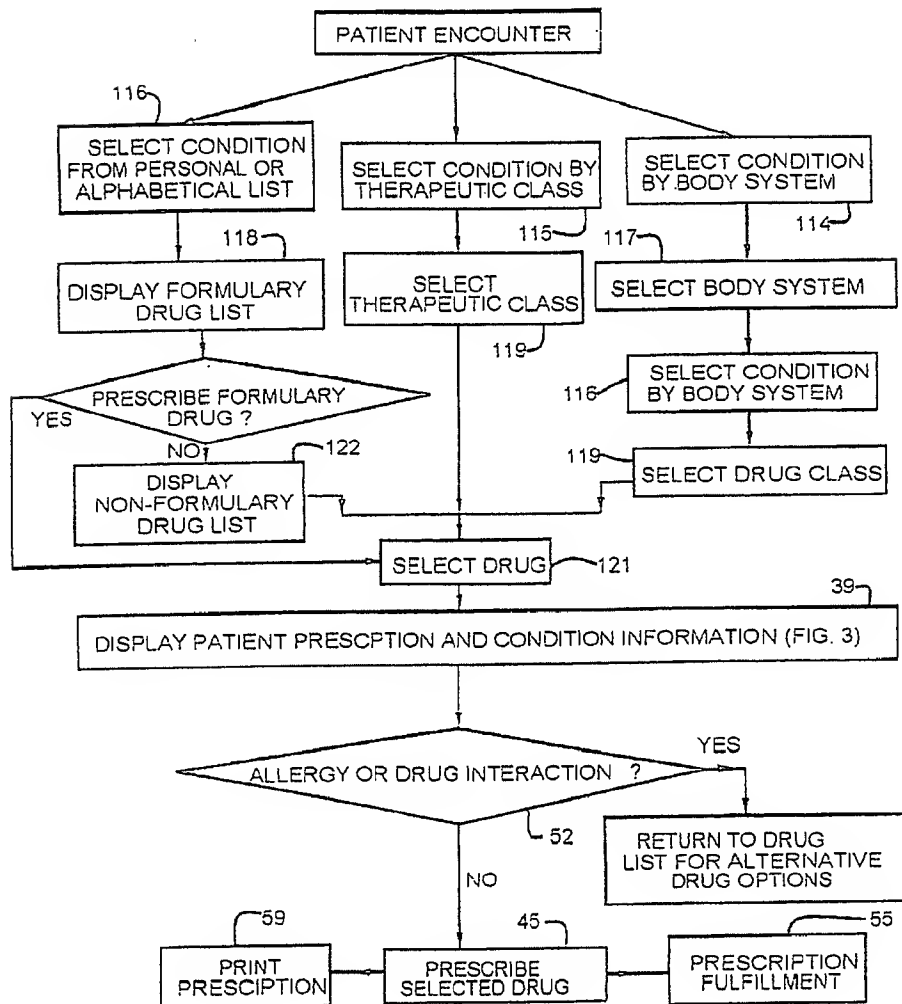 PATIENT ENCOUNTER
116
SELECT CONDITION
FROM PERSONAL OR
ALPHABETICAL LIST
SELECT CONDITION BY
THERAPEUTIC CLASS
115
SELECT CONDITION
BY BODY SYSTEM
114
118
DISPLAY FORMULARY
DRUG LIST
SELECT
THERAPEUTIC CLASS
119
117
SELECT BODY SYSTEM
PRESCRIBE FORMULARY
DRUG ?
YES
NO
116
SELECT CONDITION
BY BODY SYSTEM
122
DISPLAY
NON-FORMULARY
DRUG LIST
119
SELECT DRUG CLASS
SELECT DRUG
121
39
DISPLAY PATIENT PRESCPTION AND CONDITION INFORMATION (FIG. 3)
ALLERGY OR DRUG INTERACTION ?
YES
52
NO
RETURN TO DRUG
LIST FOR ALTERNATIVE
DRUG OPTIONS
59
PRINT
PRESCIPTION
45
PRESCRIBE
SELECTED DRUG
55
PRESCRIPTION
FULFILLMENT